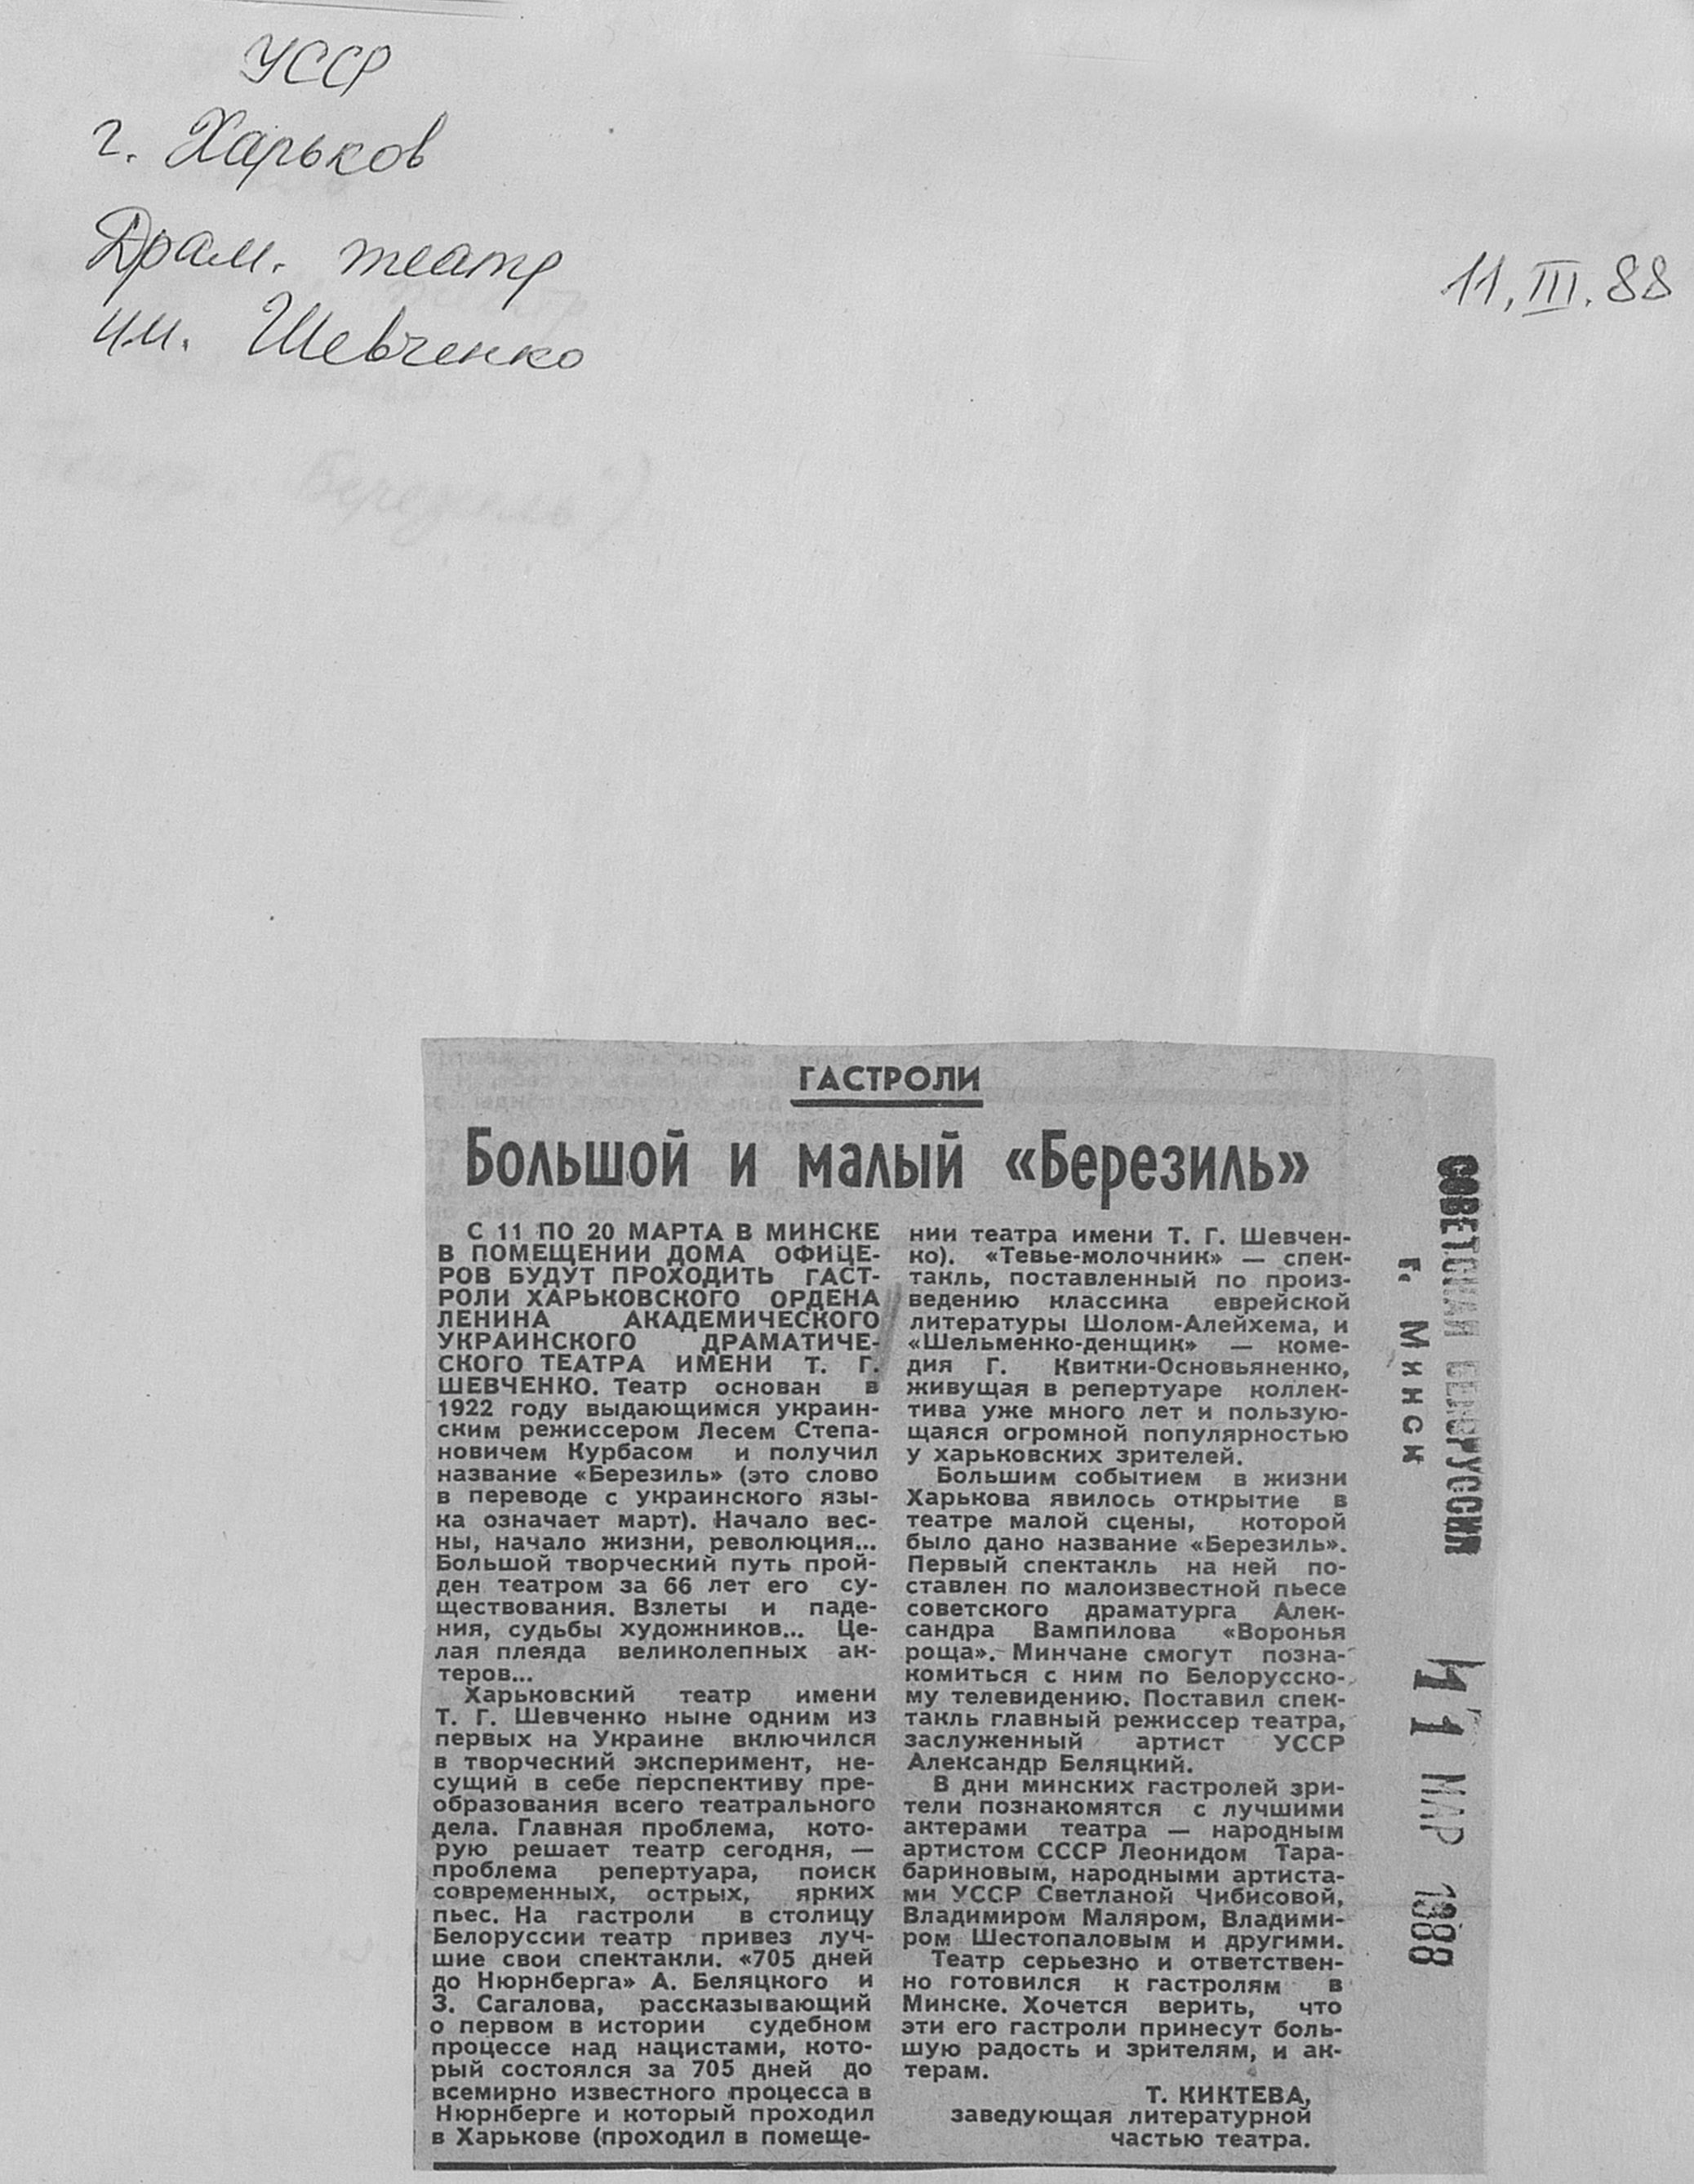 УССР
г. Харьков
Драм. театр
им. Шевченко
11.III.88
ГАСТРОЛИ
Большой и малый «Березиль»
С 11 ПО 20 МАРТА В МИНСКЕ
В ПОМЕЩЕНИИ ДОМА ОФИЦЕ-
РОВ БУДУТ ПРОХОДИТЬ ГАСТ-
РОЛИ ХАРЬКОВСКОГО ОРДЕНА
ЛЕНИНА АКАДЕМИЧЕСКОГО
УКРАИНСКОГО ДРАМАТИЧЕ-
СКОГО ТЕАТРА ИМЕНИ Т. Г.
ШЕВЧЕНКО. Театр основан в
1922 году выдающимся украин-
ским режиссером Лесем Степа-
новичем Курбасом и получил
название «Березиль» (это слово
в переводе с украинского язы-
ка означает март). Начало вес-
ны, начало жизни, революция...
Большой творческий путь прой-
ден театром за 66 лет его су-
ществования. Взлеты и паде-
ния, судьбы художников... Це-
лая плеяда великолепных ак-
теров...
Харьковский театр имени
Т. Г. Шевченко ныне одним из
первых на Украине включился
в творческий эксперимент, не-
сущий в себе перспективу пре-
образования всего театрального
дела. Главная проблема, кото-
рую решает театр сегодня, —
проблема репертуара, поиск
современных, острых, ярких
пьес. На гастроли в столицу
Белоруссии театр привез луч-
шие свои спектакли. «705 дней
до Нюрнберга» А. Беляцкого и
З. Сагалова, рассказывающий
о первом в истории судебном
процессе над нацистами, кото-
рый состоялся за 705 дней до
всемирно известного процесса в
Нюрнберге и который проходил
в Харькове (проходил в помеще-
нии театра имени Т. Г. Шевчен-
ко). «Тевье-молочник» — спек-
такль, поставленный по произ-
ведению классика еврейской
литературы Шолом-Алейхема, и
«Шельменко-денщик» — коме-
дия Г. Квитки-Основьяненко,
живущая в репертуаре коллек-
тива уже много лет и пользую-
щаяся огромной популярностью
у харьковских зрителей.
Большим событием в жизни
Харькова явилось открытие в
театре малой сцены, которой
было дано название «Березиль».
Первый спектакль на ней по-
ставлен по малоизвестной пьесе
советского драматурга Алек-
сандра Вампилова «Воронья
роща». Минчане смогут позна-
комиться с ним по Белорусско-
му телевидению. Поставил спек-
такль главный режиссер театра,
заслуженный артист УССР
Александр Беляцкий.
В дни минских гастролей зри-
тели познакомятся с лучшими
актерами театра — народным
артистом СССР Леонидом Тара-
бариновым, народными артиста-
ми УССР Светланой Чибисовой,
Владимиром Маляром, Владими-
ром Шестопаловым и другими.
Театр серьезно и ответствен-
но готовился к гастролям в
Минске. Хочется верить, что
эти его гастроли принесут боль-
шую радость и зрителям, и ак-
терам.
Т. КИКТЕВА,
заведующая литературной
частью театра.
СОВЕТСКАЯ БЕЛОРУССИЯ
г. Минск
11 МАР 1988